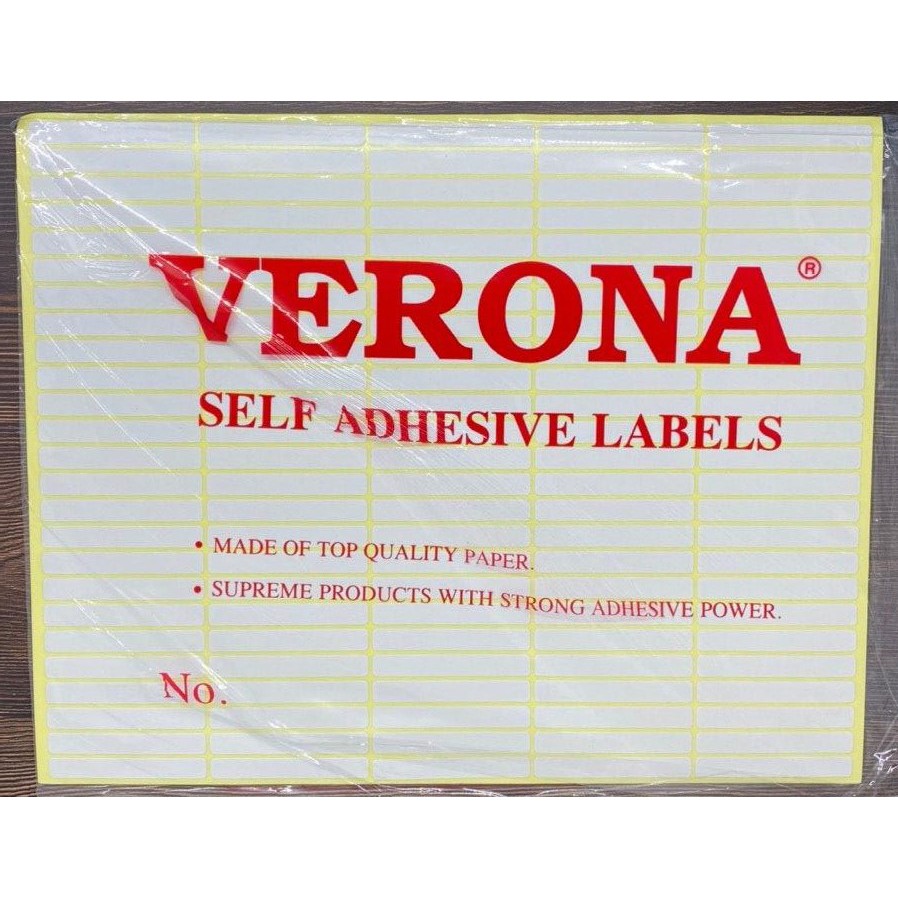 VERONA®
SELF ADHESIVE LABELS
• MADE OF TOP QUALITY PAPER.
• SUPREME PRODUCTS WITH STRONG ADHESIVE POWER.
No.